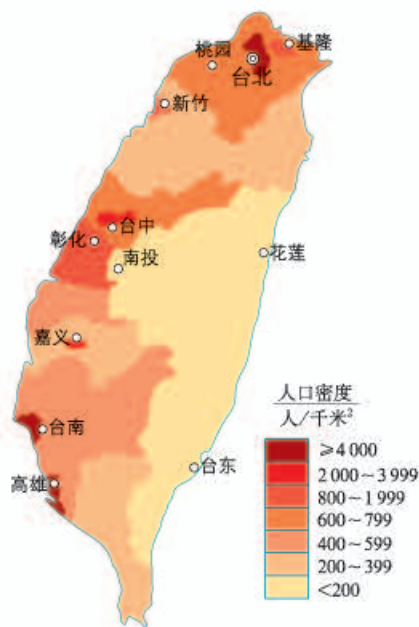 基隆
桃园
台北
新竹
台中
彰化
南投
花莲
嘉义
台南
台东
高雄
人口密度
人/千米²
≥4 000
2 000~3 999
800~1 999
600~799
400~599
200~399
<200